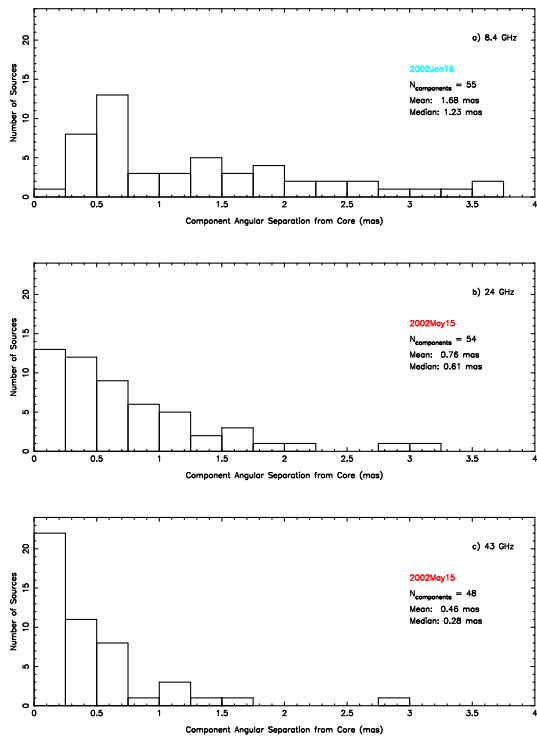 a) 8.4 GHz
2002Jan16
Ncomponents = 55
Mean: 1.68 mas
Median: 1.23 mas
Number of Sources
0 5 10 15 20
0 0.5 1 1.5 2 2.5 3 3.5 4
Component Angular Separation from Core (mas)
b) 24 GHz
2002May15
Ncomponents = 54
Mean: 0.76 mas
Median: 0.61 mas
Number of Sources
0 5 10 15 20
0 0.5 1 1.5 2 2.5 3 3.5 4
Component Angular Separation from Core (mas)
c) 43 GHz
2002May15
Ncomponents = 48
Mean: 0.46 mas
Median: 0.28 mas
Number of Sources
0 5 10 15 20
0 0.5 1 1.5 2 2.5 3 3.5 4
Component Angular Separation from Core (mas)